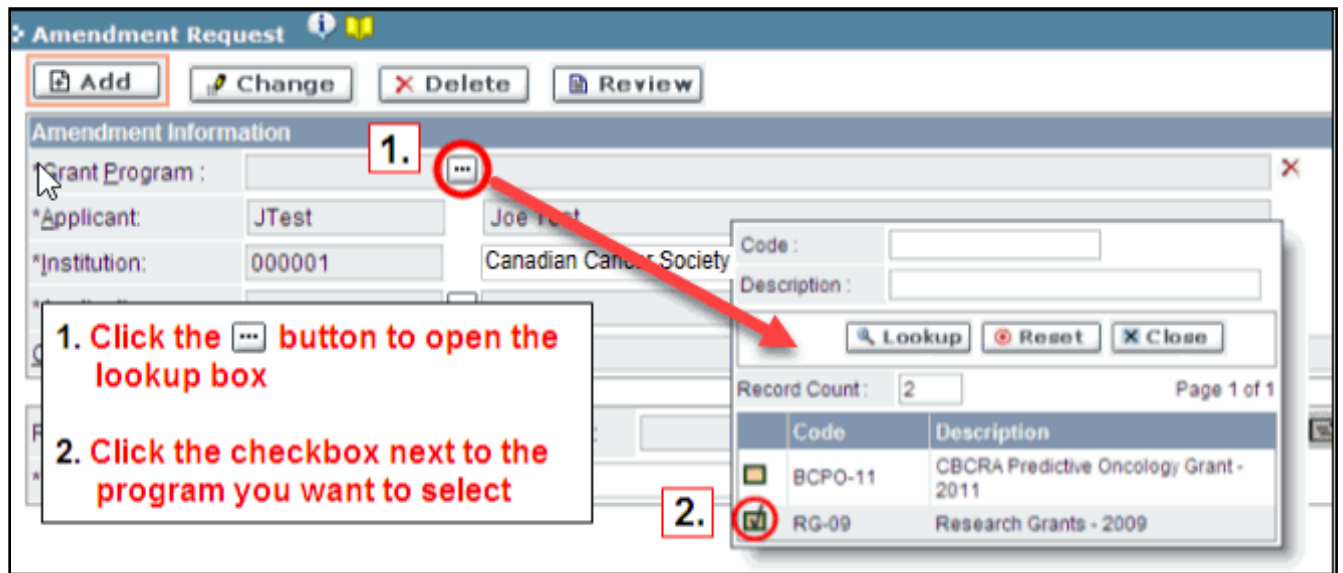 Amendment Request
Add Change Delete Review
Amendment Information
*Grant Program :
1.
*Applicant: JTest Joe Test
*Institution: 000001 Canadian Cancer Society
Code :
Description :
Lookup Reset Close
Record Count : 2 Page 1 of 1
Code Description
BCPO-11 CBCRA Predictive Oncology Grant -
2011
2.
RG-09 Research Grants - 2009
1. Click the ... button to open the
lookup box
2. Click the checkbox next to the
program you want to select